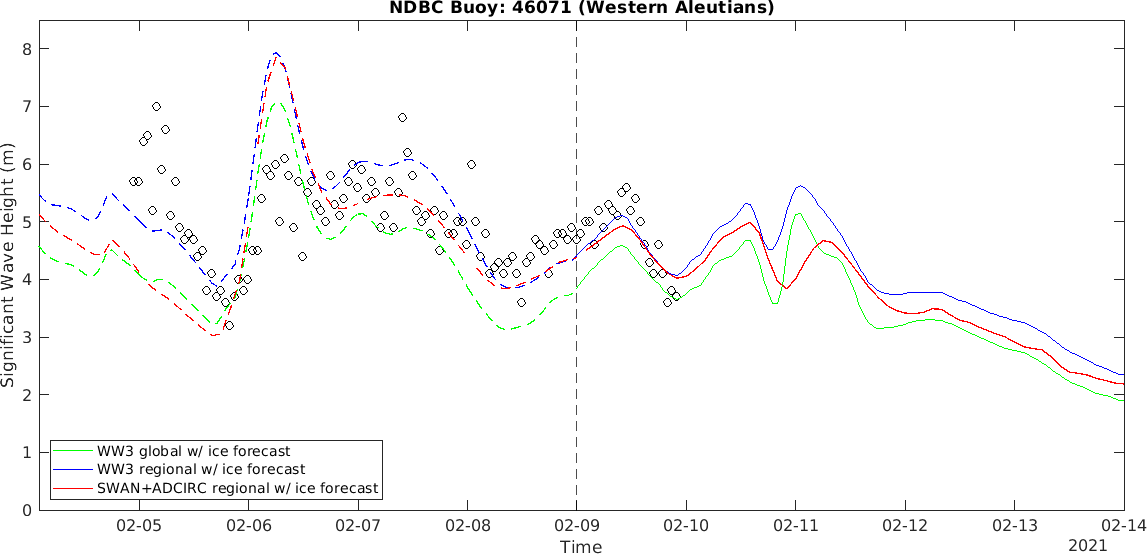 NDBC Buoy: 46071 (Western Aleutians)
Significant Wave Height (m)
8
7
6
5
4
3
2
1
0
WW3 global w/ ice forecast
WW3 regional w/ ice forecast
SWAN+ADCIRC regional w/ ice forecast
02-05 02-06 02-07 02-08 02-09 02-10 02-11 02-12 02-13 02-14
Time
2021